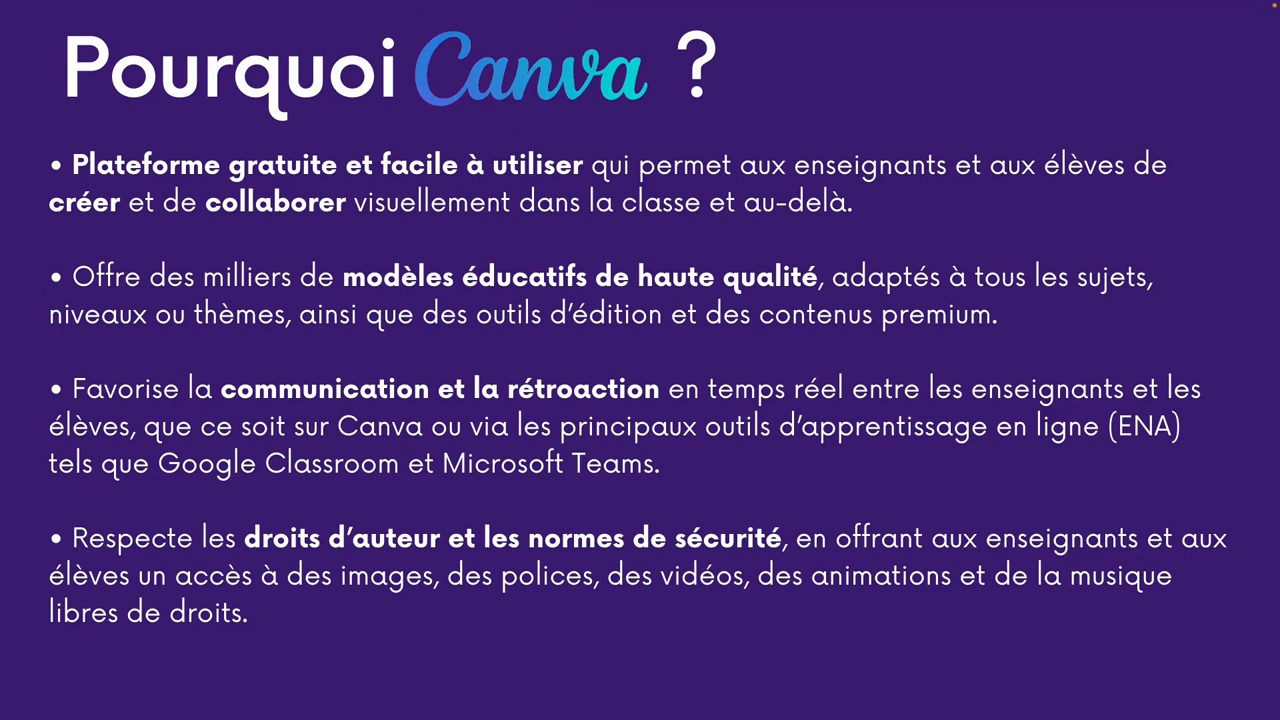 Pourquoi Canva ?
• Plateforme gratuite et facile à utiliser qui permet aux enseignants et aux élèves de
créer et de collaborer visuellement dans la classe et au-delà.
• Offre des milliers de modèles éducatifs de haute qualité, adaptés à tous les sujets,
niveaux ou thèmes, ainsi que des outils d’édition et des contenus premium.
• Favorise la communication et la rétroaction en temps réel entre les enseignants et les
élèves, que ce soit sur Canva ou via les principaux outils d’apprentissage en ligne (ENA)
tels que Google Classroom et Microsoft Teams.
• Respecte les droits d’auteur et les normes de sécurité, en offrant aux enseignants et aux
élèves un accès à des images, des polices, des vidéos, des animations et de la musique
libres de droits.